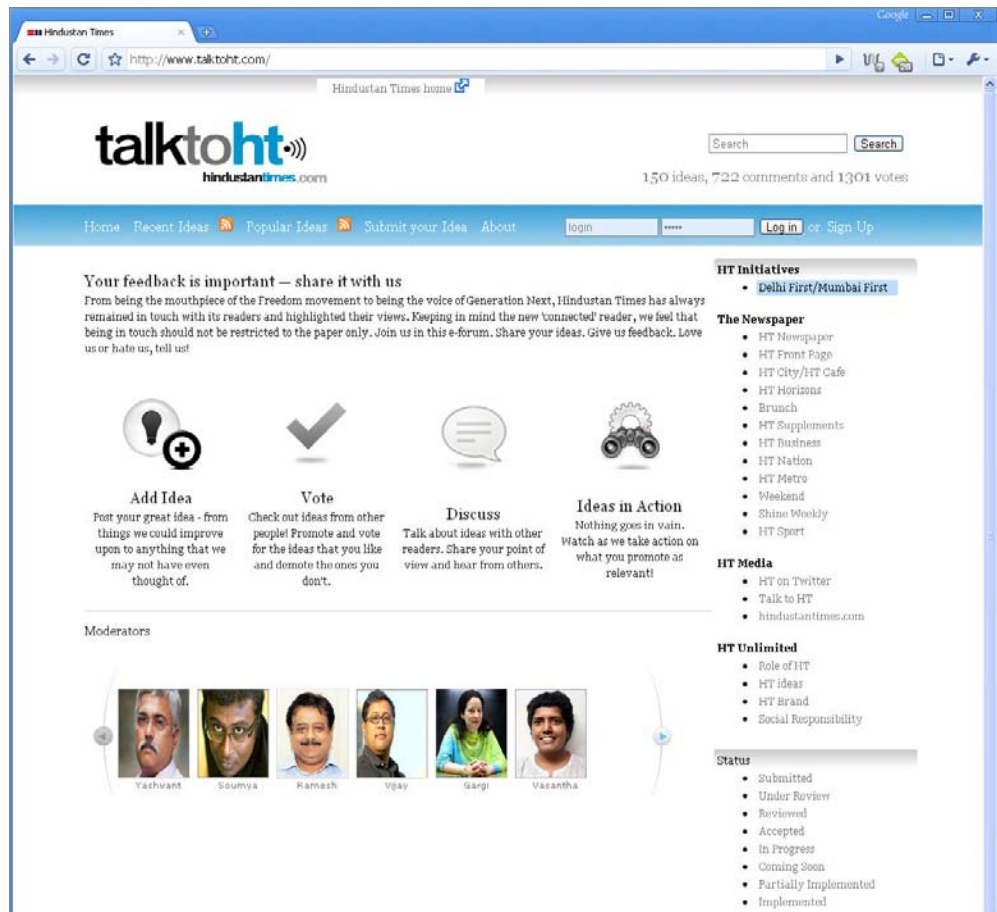 Google
Hindustan Times
http://www.talktoht.com/
Hindustan Times home
talktoht
hindustantimes.com
Search
Search
150 ideas, 722 comments and 1301 votes
Home Recent Ideas Popular Ideas Submit your Idea About
login
Log in or Sign Up
Your feedback is important — share it with us
From being the mouthpiece of the Freedom movement to being the voice of Generation Next, Hindustan Times has always
remained in touch with its readers and highlighted their views. Keeping in mind the new 'connected' reader, we feel that
being in touch should not be restricted to the paper only. Join us in this e-forum. Share your ideas. Give us feedback. Love
us or hate us, tell us!
Add Idea
Post your great idea - from
things we could improve
upon to anything that we
may not have even
thought of.
Vote
Check out ideas from other
people! Promote and vote
for the ideas that you like
and demote the ones you
don't.
Discuss
Talk about ideas with other
readers. Share your point of
view and hear from others.
Ideas in Action
Nothing goes in vain.
Watch as we take action on
what you promote as
relevant!
Moderators
Yashwant
Soumya
Ramesh
Vijay
Gargi
Vasantha
HT Initiatives
Delhi First/Mumbai First
The Newspaper
HT Newspaper
HT Front Page
HT City/HT Cafe
HT Horizons
Brunch
HT Supplements
HT Business
HT Nation
HT Metro
Weekend
Shine Weekly
HT Sport
HT Media
HT on Twitter
Talk to HT
hindustantimes.com
HT Unlimited
Role of HT
HT ideas
HT Brand
Social Responsibility
Status
Submitted
Under Review
Reviewed
Accepted
In Progress
Coming Soon
Partially Implemented
Implemented